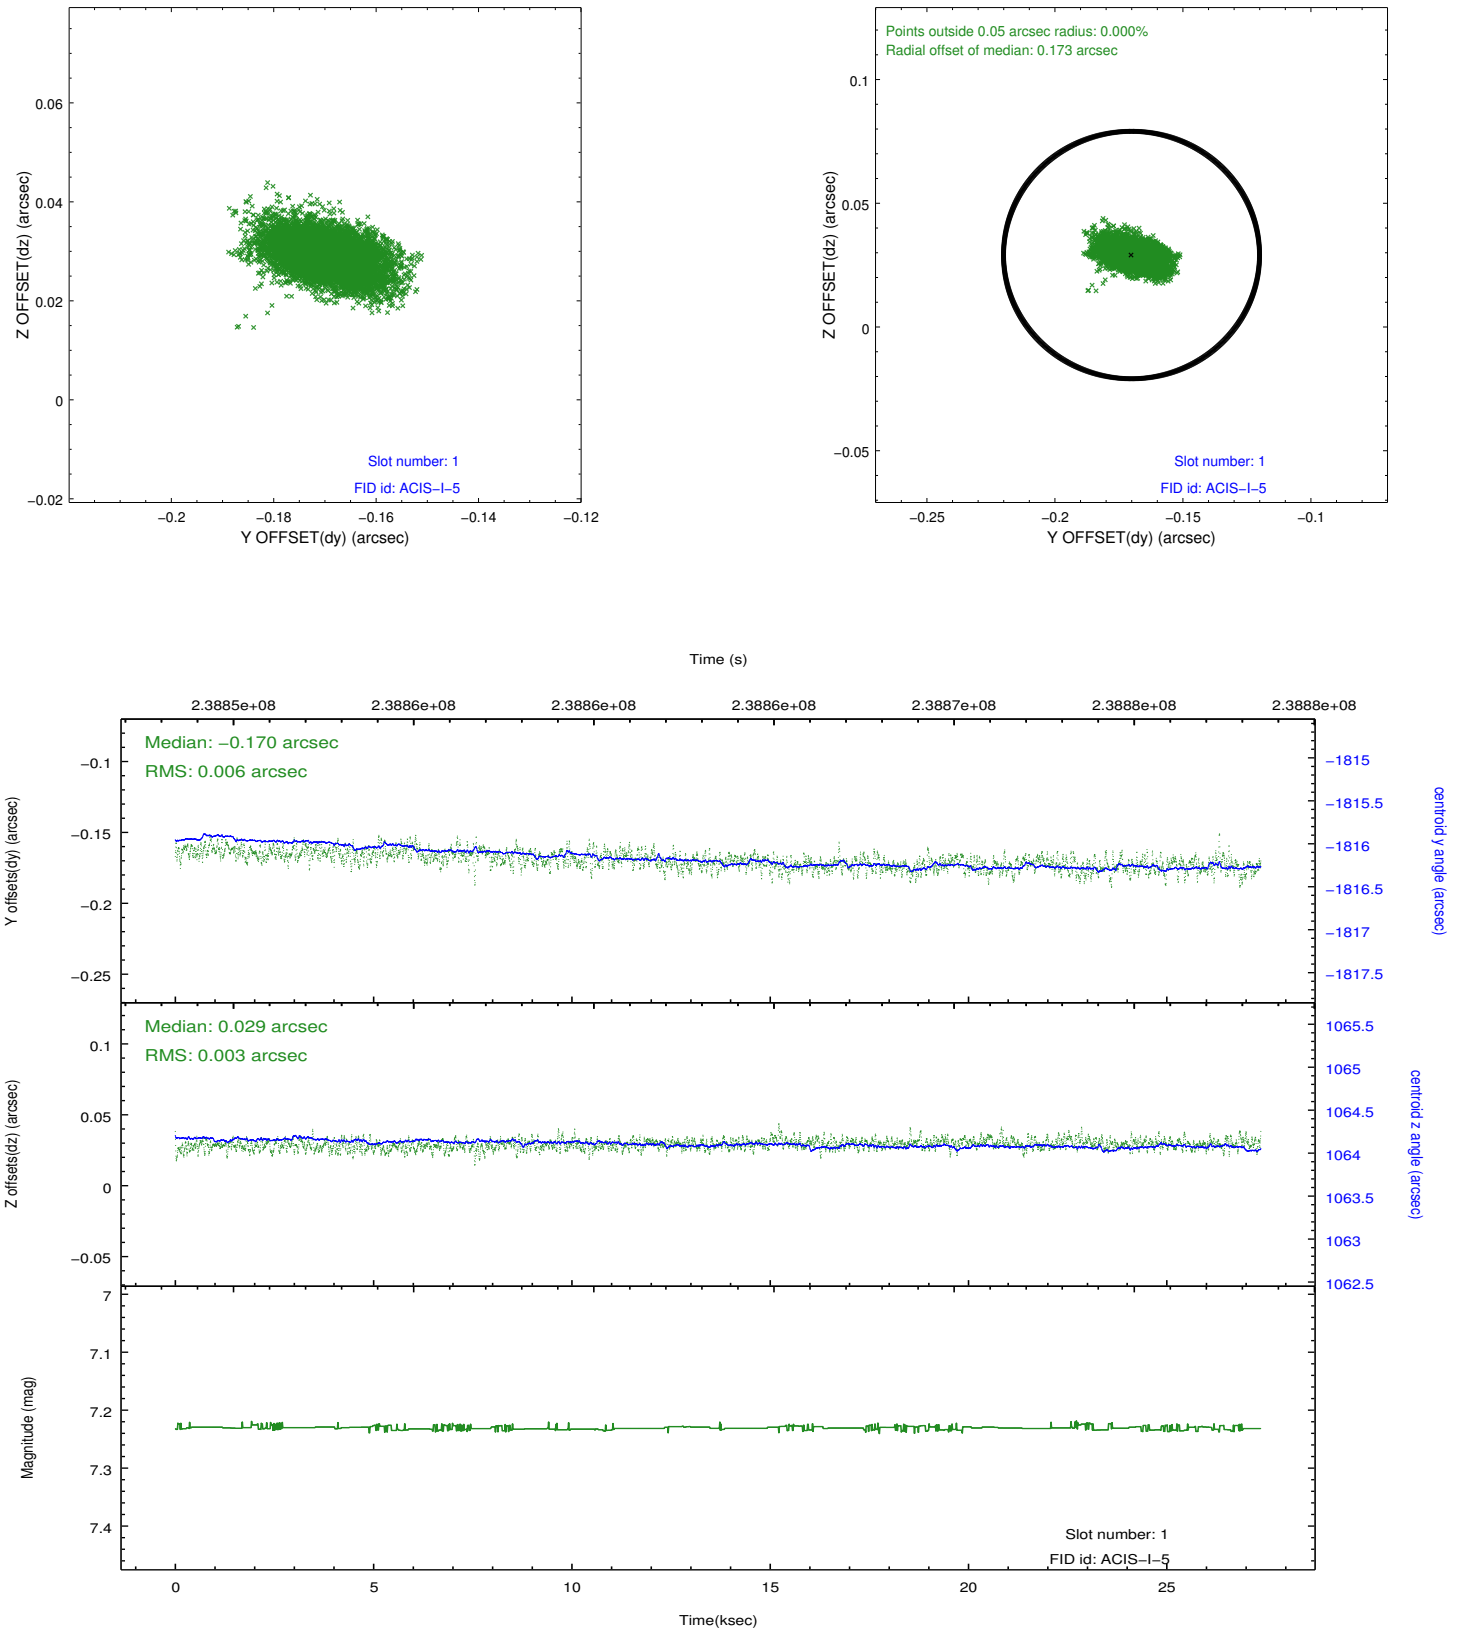 0.06
0.04
0.02
0
−0.02
Z OFFSET(dz) (arcsec)
Slot number: 1
FID id: ACIS−I−5
−0.2
−0.18
−0.16
−0.14
−0.12
Y OFFSET(dy) (arcsec)
Points outside 0.05 arcsec radius: 0.000%
Radial offset of median: 0.173 arcsec
0.1
0.05
0
−0.05
Z OFFSET(dz) (arcsec)
Slot number: 1
FID id: ACIS−I−5
−0.25
−0.2
−0.15
−0.1
Y OFFSET(dy) (arcsec)
Time (s)
2.3885e+08
2.3886e+08
2.3886e+08
2.3886e+08
2.3887e+08
2.3888e+08
2.3888e+08
Median: −0.170 arcsec
RMS: 0.006 arcsec
−0.1
−0.15
−0.2
−0.25
Y offsets(dy) (arcsec)
−1815
−1815.5
−1816
−1816.5
−1817
−1817.5
centroid y angle (arcsec)
Median: 0.029 arcsec
RMS: 0.003 arcsec
0.1
0.05
0
−0.05
Z offsets(dz) (arcsec)
1065.5
1065
1064.5
1064
1063.5
1063
1062.5
centroid z angle (arcsec)
7
7.1
7.2
7.3
7.4
Magnitude (mag)
Slot number: 1
FID id: ACIS−I−5
0
5
10
15
20
25
Time(ksec)